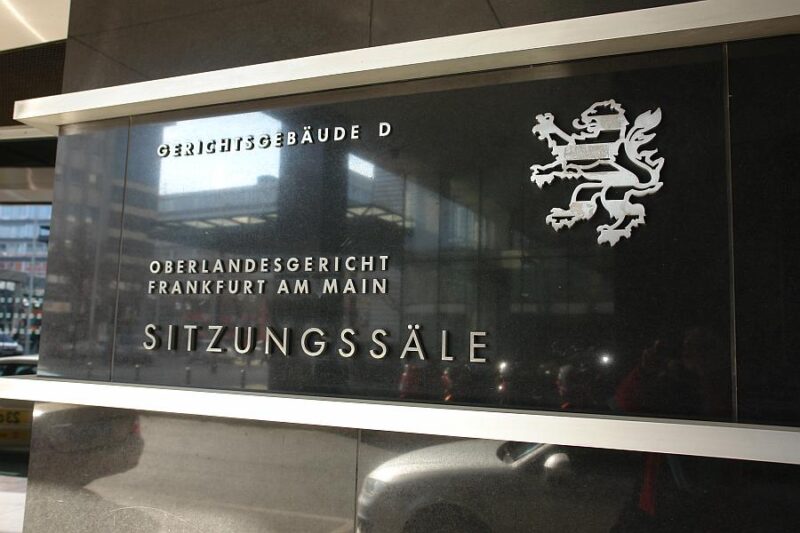 GERICHTSGEBÄUDE D
OBERLANDESGERICHT
FRANKFURT AM MAIN
SITZUNGSSÄLE